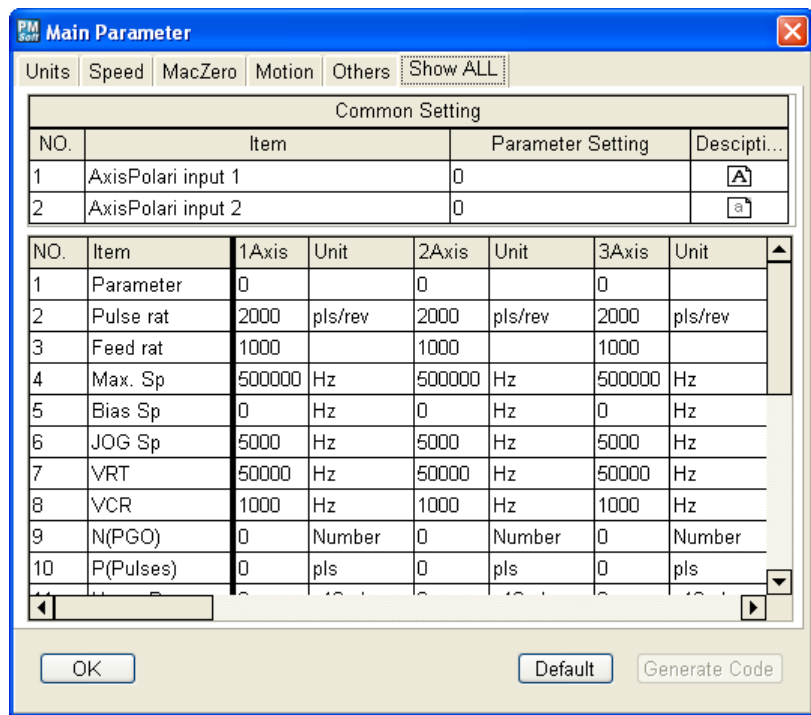 PM Soft Main Parameter
Units Speed MacZero Motion Others Show ALL
Common Setting
NO. Item Parameter Setting Descipti...
1 AxisPolari input 1 0 A
2 AxisPolari input 2 0 a
NO. Item 1Axis Unit 2Axis Unit 3Axis Unit
1 Parameter 0 0 0
2 Pulse rat 2000 pls/rev 2000 pls/rev 2000 pls/rev
3 Feed rat 1000 1000 1000
4 Max. Sp 500000 Hz 500000 Hz 500000 Hz
5 Bias Sp 0 Hz 0 Hz 0 Hz
6 JOG Sp 5000 Hz 5000 Hz 5000 Hz
7 VRT 50000 Hz 50000 Hz 50000 Hz
8 VCR 1000 Hz 1000 Hz 1000 Hz
9 N(PGO) 0 Number 0 Number 0 Number
10 P(Pulses) 0 pls 0 pls 0 pls
OK Default Generate Code